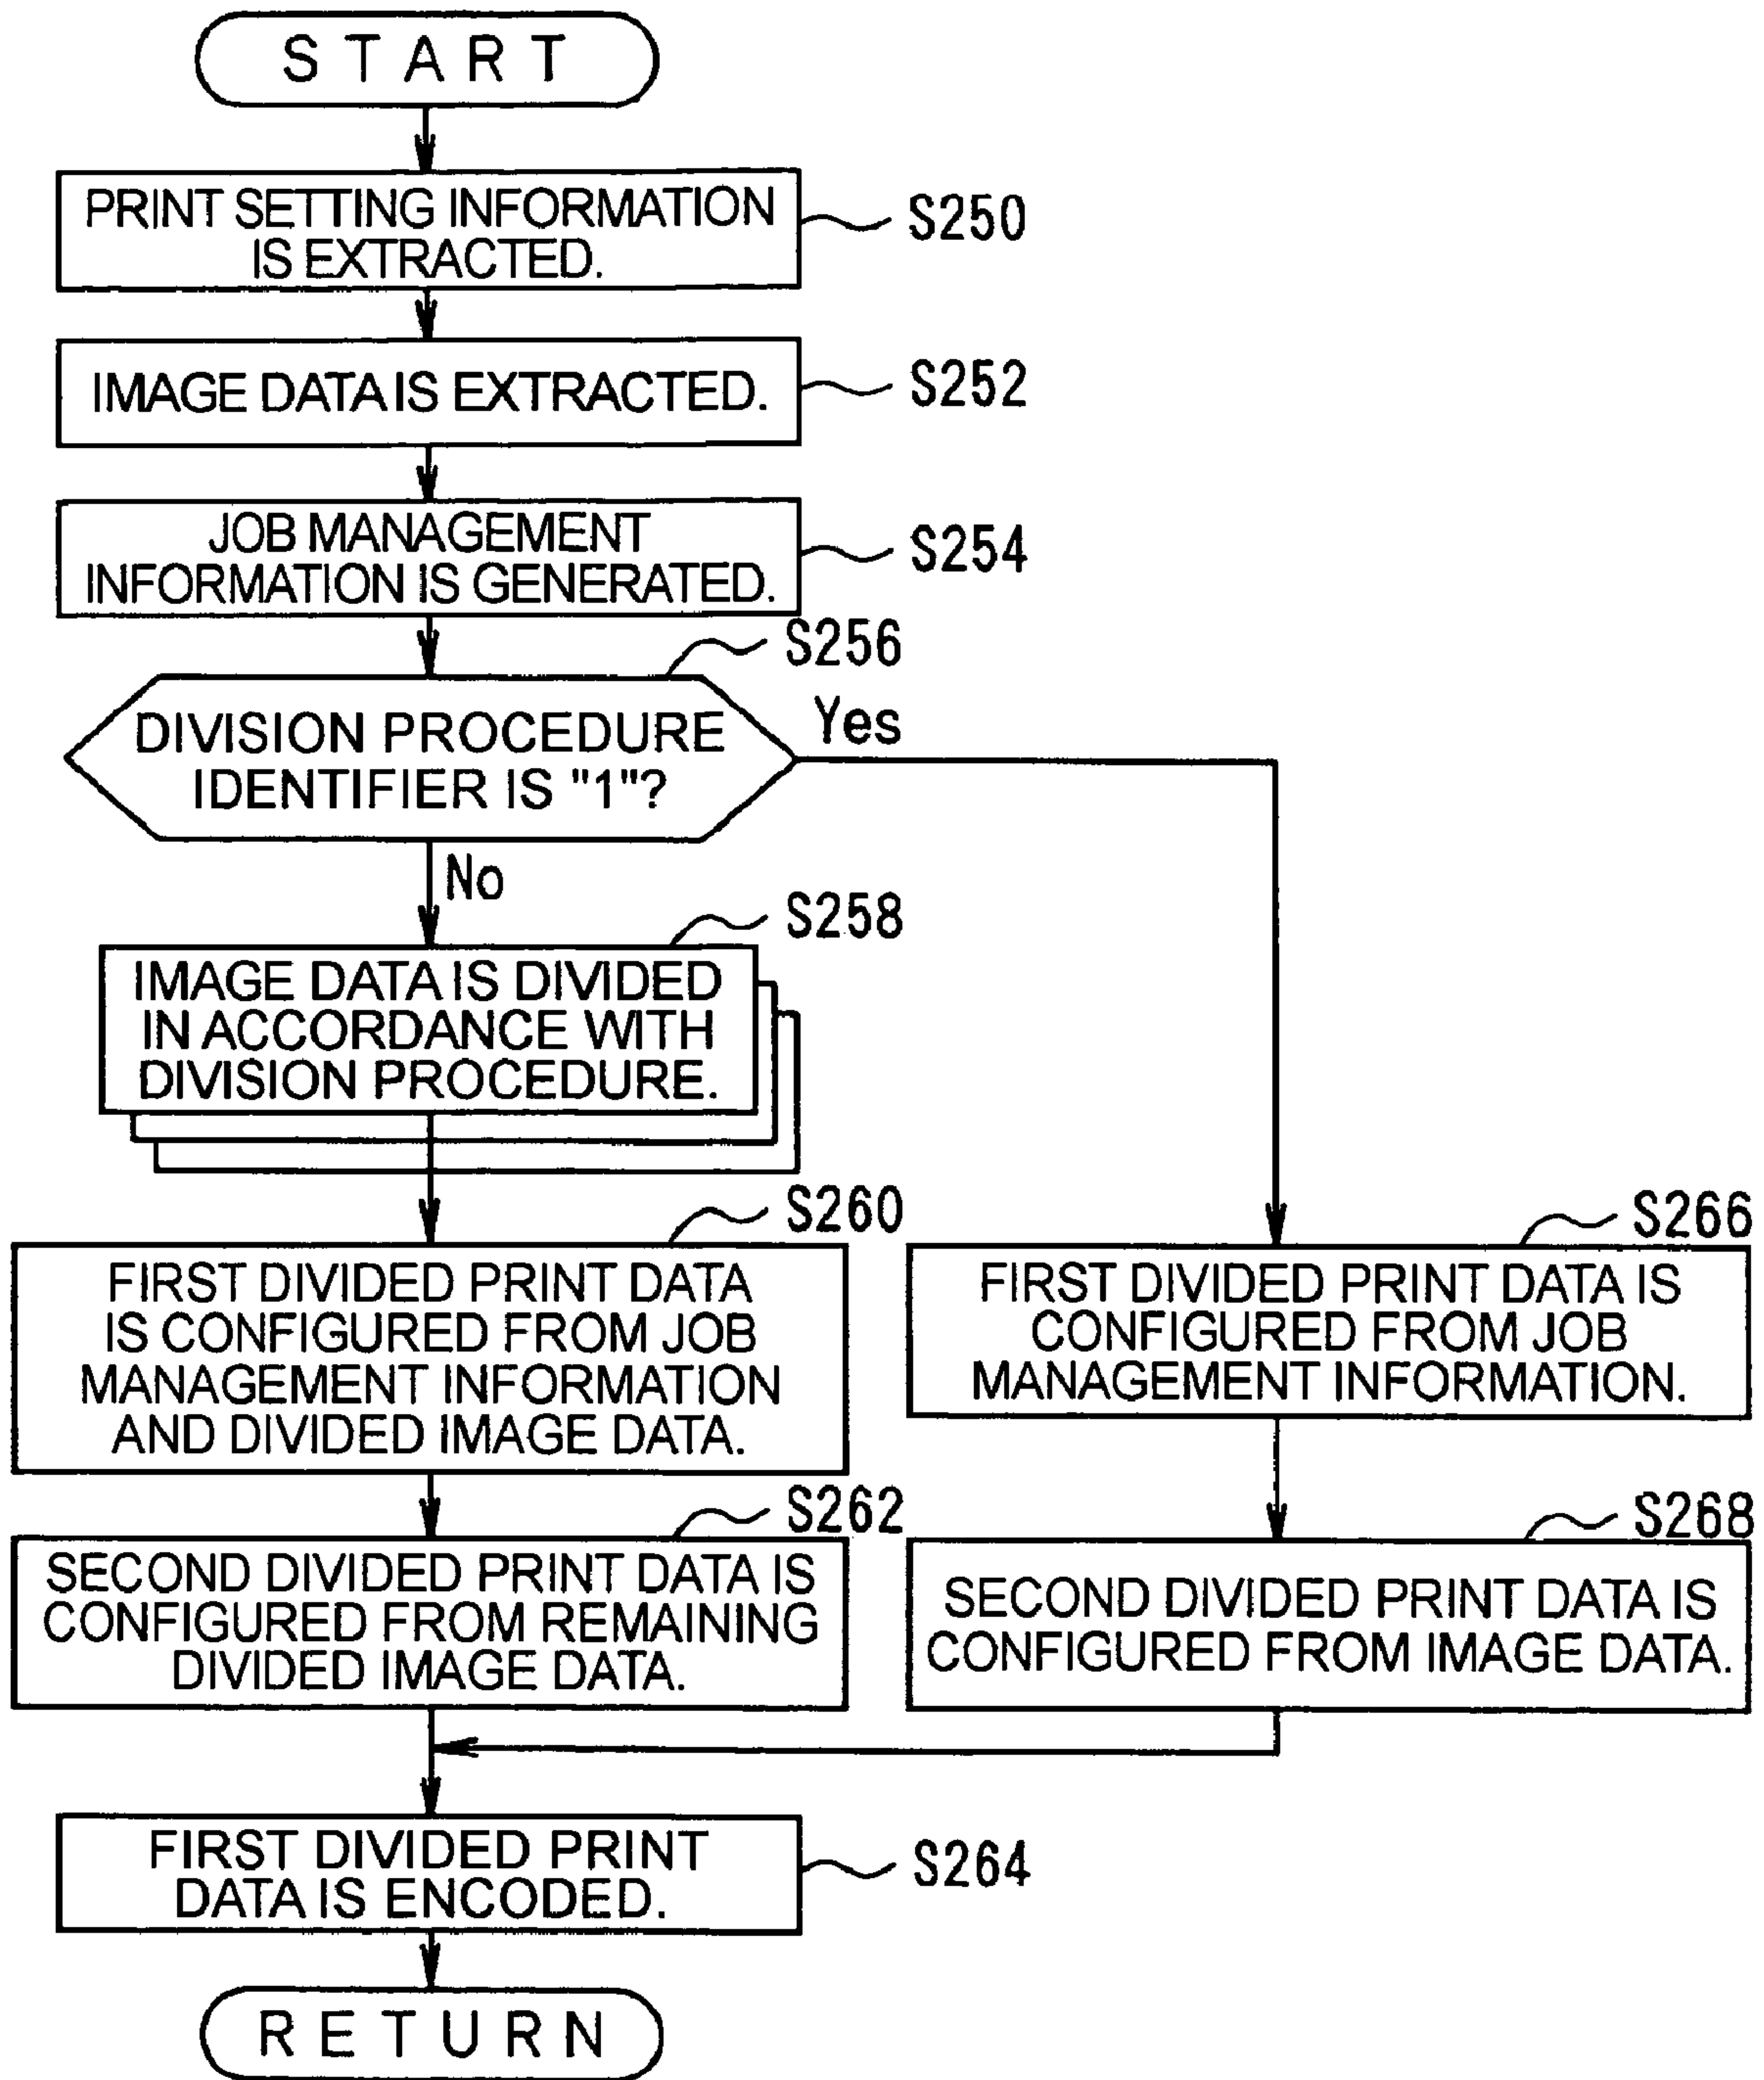 START
PRINT SETTING INFORMATION
IS EXTRACTED.
S250
IMAGE DATA IS EXTRACTED.
S252
JOB MANAGEMENT
INFORMATION IS GENERATED.
S254
S256
DIVISION PROCEDURE
IDENTIFIER IS "1"?
Yes
No
S258
IMAGE DATA IS DIVIDED
IN ACCORDANCE WITH
DIVISION PROCEDURE.
S260
FIRST DIVIDED PRINT DATA
IS CONFIGURED FROM JOB
MANAGEMENT INFORMATION
AND DIVIDED IMAGE DATA.
S266
FIRST DIVIDED PRINT DATA IS
CONFIGURED FROM JOB
MANAGEMENT INFORMATION.
S262
SECOND DIVIDED PRINT DATA IS
CONFIGURED FROM REMAINING
DIVIDED IMAGE DATA.
S268
SECOND DIVIDED PRINT DATA IS
CONFIGURED FROM IMAGE DATA.
FIRST DIVIDED PRINT
DATA IS ENCODED.
S264
RETURN